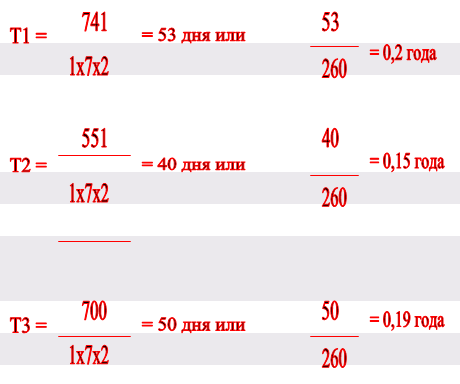 T1 = 741 / 1x7x2 = 53 дня или 53 / 260 = 0,2 года
T2 = 551 / 1x7x2 = 40 дня или 40 / 260 = 0,15 года
T3 = 700 / 1x7x2 = 50 дня или 50 / 260 = 0,19 года